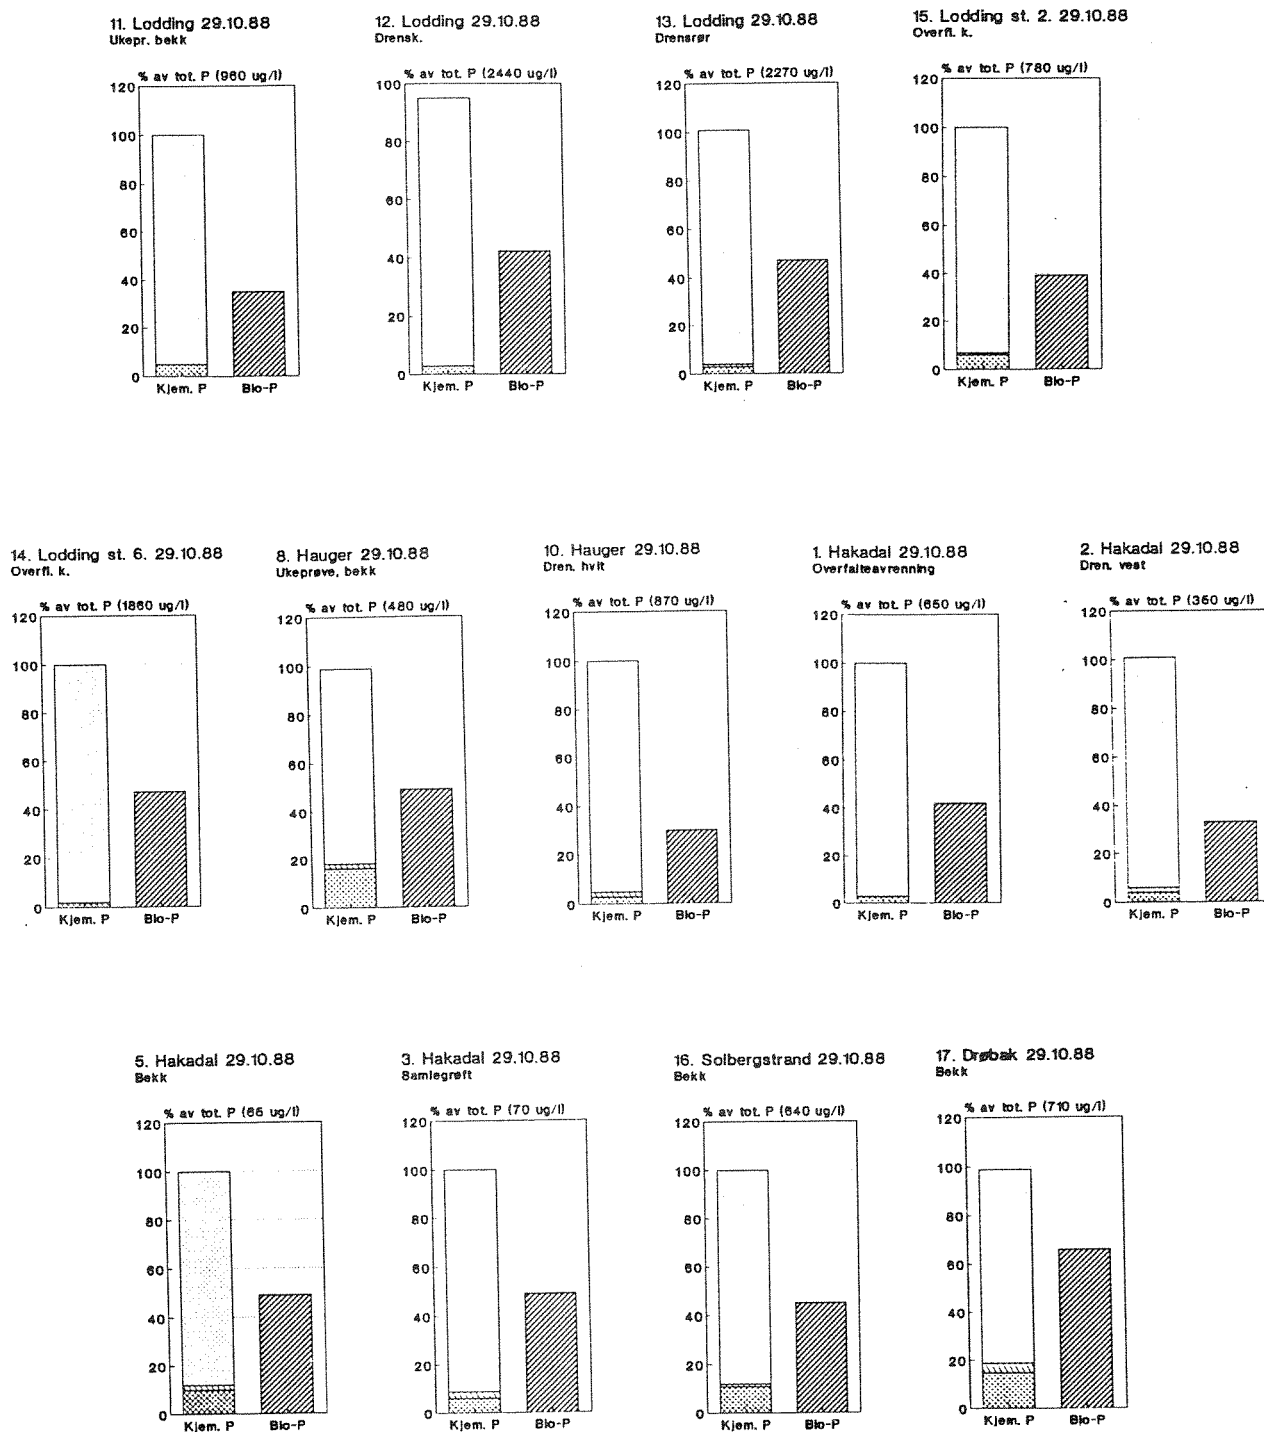 11. Lodding 29.10.88
Ukepr. bekk
% av tot. P (960 ug/l)
120
100
80
60
40
20
0
Kjem. P Bio-P
12. Lodding 29.10.88
Drensk.
% av tot. P (2440 ug/l)
100
80
60
40
20
0
Kjem. P Bio-P
13. Lodding 29.10.88
Drensrør
% av tot. P (2270 ug/l)
120
100
80
60
40
20
0
Kjem. P Bio-P
15. Lodding st. 2. 29.10.88
Overfl. k.
% av tot. P (780 ug/l)
120
100
80
60
40
20
0
Kjem. P Bio-P
14. Lodding st. 6. 29.10.88
Overfl. k.
% av tot. P (1860 ug/l)
120
100
80
60
40
20
0
Kjem. P Bio-P
8. Hauger 29.10.88
Ukeprøve, bekk
% av tot. P (480 ug/l)
120
100
80
60
40
20
0
Kjem. P Bio-P
10. Hauger 29.10.88
Dren. hvit
% av tot. P (870 ug/l)
120
100
80
60
40
20
0
Kjem. P Bio-P
1. Hakadal 29.10.88
Overflateavrenning
% av tot. P (650 ug/l)
120
100
80
60
40
20
0
Kjem. P Bio-P
2. Hakadal 29.10.88
Dren. vest
% av tot. P (350 ug/l)
120
100
80
60
40
20
0
Kjem. P Bio-P
5. Hakadal 29.10.88
Bekk
% av tot. P (65 ug/l)
120
100
80
60
40
20
0
Kjem. P Bio-P
3. Hakadal 29.10.88
Samlegrøft
% av tot. P (70 ug/l)
120
100
80
60
40
20
0
Kjem. P Bio-P
16. Solbergstrand 29.10.88
Bekk
% av tot. P (640 ug/l)
120
100
80
60
40
20
0
Kjem. P Bio-P
17. Drøbak 29.10.88
Bekk
% av tot. P (710 ug/l)
120
100
80
60
40
20
0
Kjem. P Bio-P